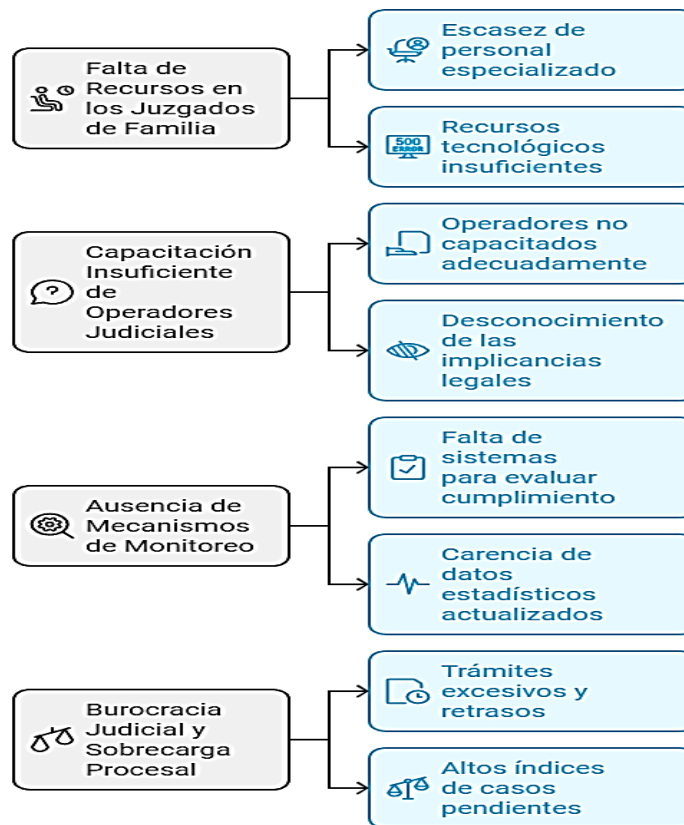 Falta de
Recursos en
los Juzgados
de Familia
Escasez de
personal
especializado
500
ERROR
Recursos
tecnológicos
insuficientes
Capacitación
Insuficiente
de
Operadores
Judiciales
?
Operadores no
capacitados
adecuadamente
Desconocimiento
de las
implicancias
legales
Ausencia de
Mecanismos
de Monitoreo
Falta de
sistemas
para evaluar
cumplimiento
Carencia de
datos
estadísticos
actualizados
Burocracia
Judicial y
Sobrecarga
Procesal
Trámites
excesivos y
retrasos
Altos índices
de casos
pendientes